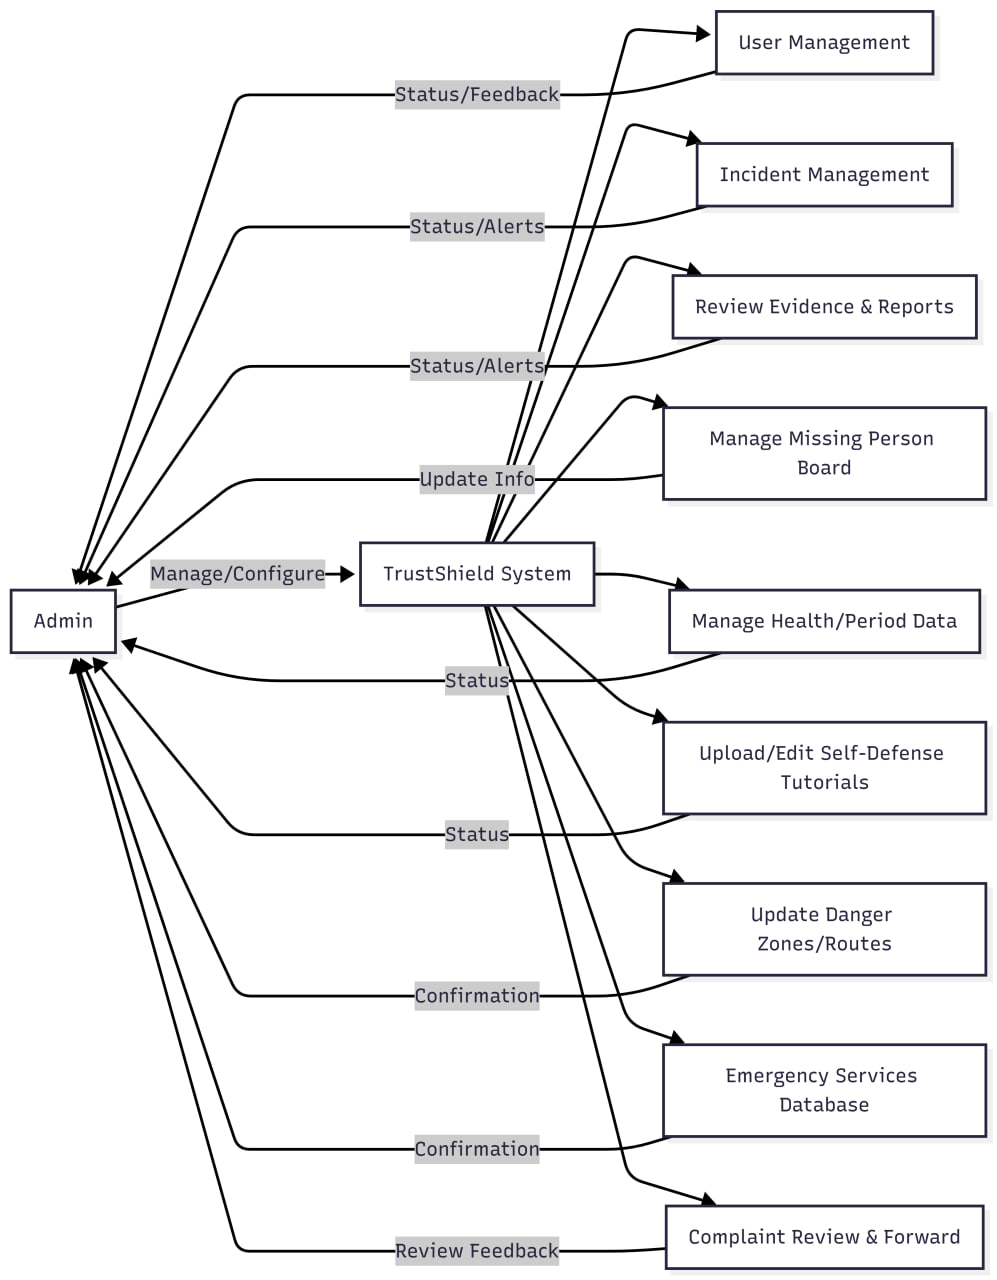 User Management
Status/Feedback
Incident Management
Status/Alerts
Review Evidence & Reports
Status/Alerts
Manage Missing Person
Board
Update Info
Manage/Configure
TrustShield System
Admin
Manage Health/Period Data
Status
Upload/Edit Self-Defense
Tutorials
Status
Update Danger
Zones/Routes
Confirmation
Emergency Services
Database
Confirmation
Complaint Review & Forward
Review Feedback